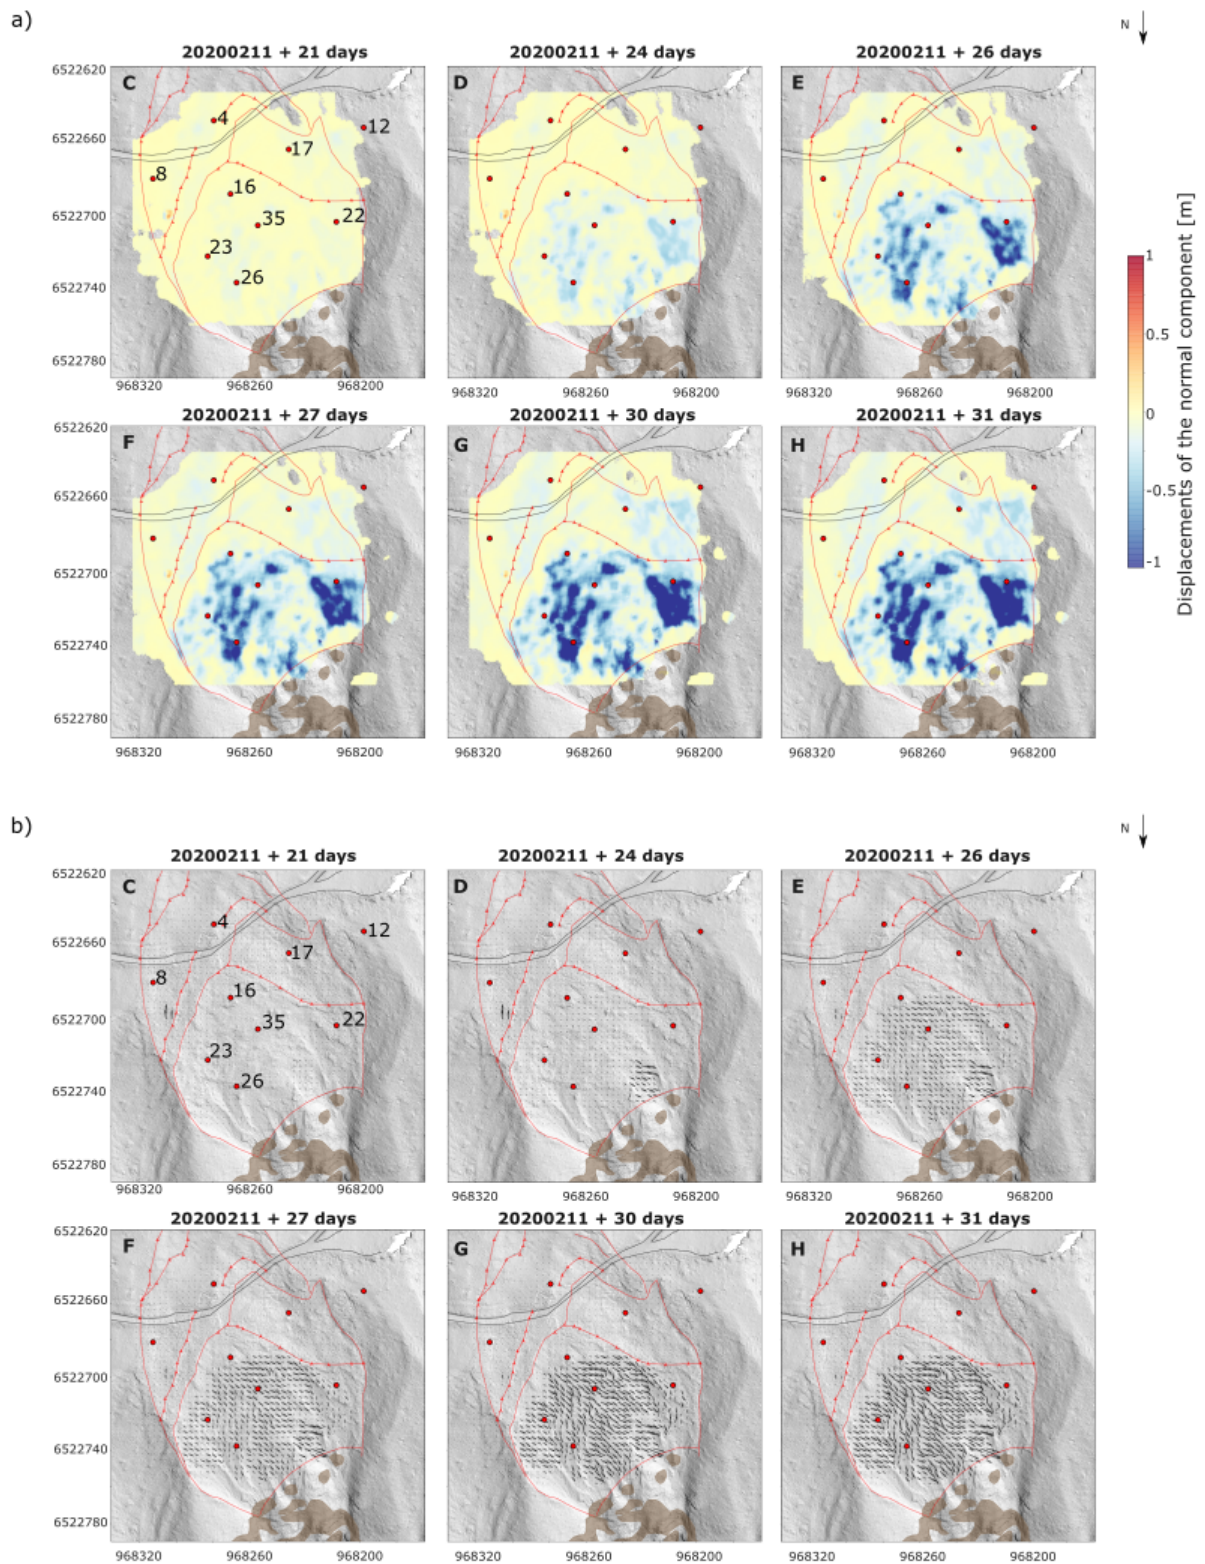 a)
N
20200211 + 21 days
20200211 + 24 days
20200211 + 26 days
6522620
6522660
6522700
6522740
6522780
C
4
12
17
8
16
35
22
23
26
D
E
968320
968260
968200
968320
968260
968200
968320
968260
968200
1
0.5
0
-0.5
-1
Displacements of the normal component [m]
20200211 + 27 days
20200211 + 30 days
20200211 + 31 days
6522620
6522660
6522700
6522740
6522780
F
G
H
968320
968260
968200
968320
968260
968200
968320
968260
968200
b)
N
20200211 + 21 days
20200211 + 24 days
20200211 + 26 days
6522620
6522660
6522700
6522740
6522780
C
4
12
17
8
16
35
22
23
26
D
E
968320
968260
968200
968320
968260
968200
968320
968260
968200
20200211 + 27 days
20200211 + 30 days
20200211 + 31 days
6522620
6522660
6522700
6522740
6522780
F
G
H
968320
968260
968200
968320
968260
968200
968320
968260
968200